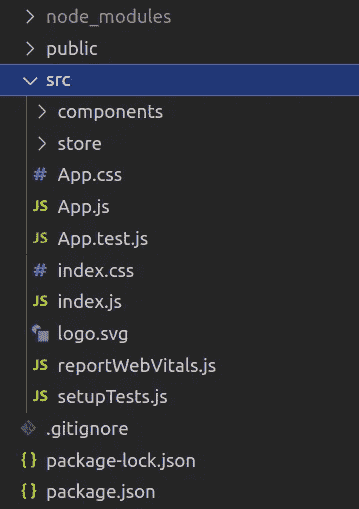 node_modules
public
src
components
store
# App.css
JS App.js
JS App.test.js
# index.css
JS index.js
logo.svg
JS reportWebVitals.js
JS setupTests.js
.gitignore
{} package-lock.json
{} package.json